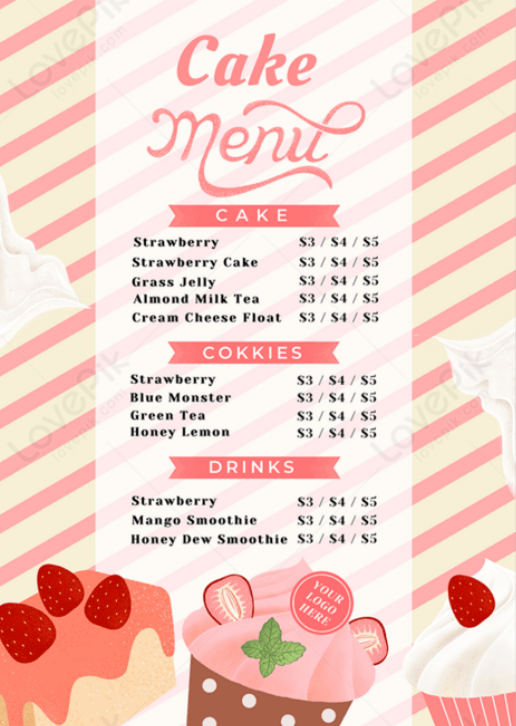 Cake
Menu
CAKE
Strawberry $3 / $4 / $5
Strawberry Cake $3 / $4 / $5
Grass Jelly $3 / $4 / $5
Almond Milk Tea $3 / $4 / $5
Cream Cheese Float $3 / $4 / $5
COKKIES
Strawberry $3 / $4 / $5
Blue Monster $3 / $4 / $5
Green Tea $3 / $4 / $5
Honey Lemon $3 / $4 / $5
DRINKS
Strawberry $3 / $4 / $5
Mango Smoothie $3 / $4 / $5
Honey Dew Smoothie $3 / $4 / $5
YOUR
LOGO
HERE